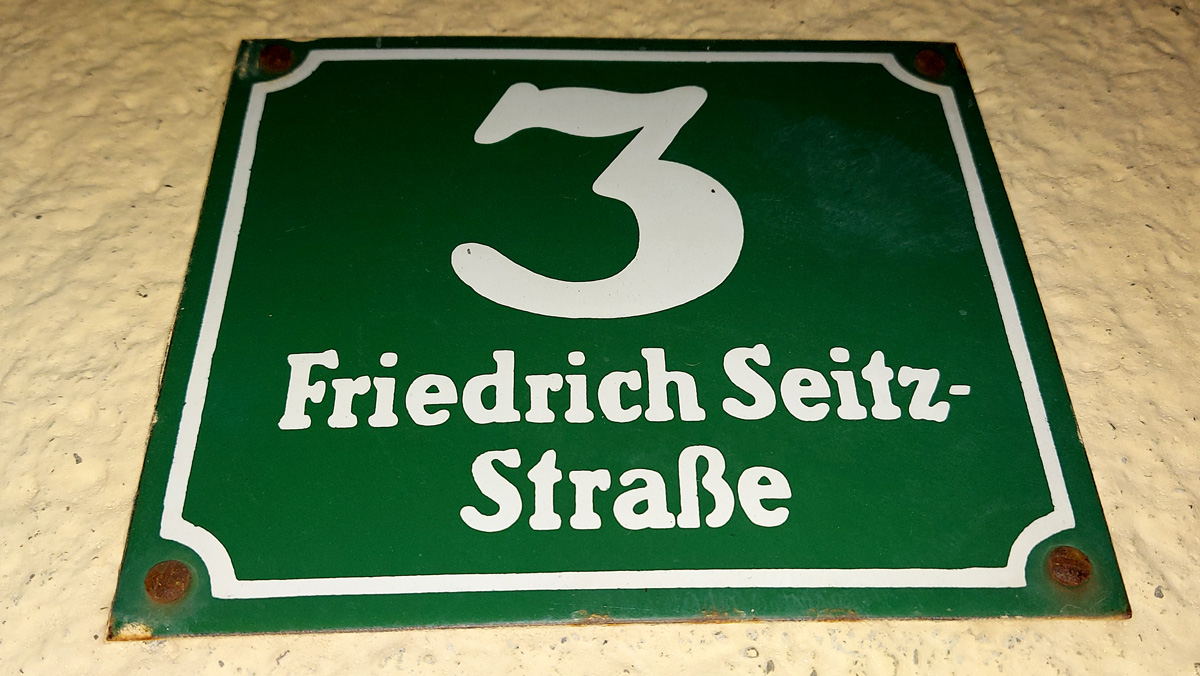 3
Friedrich Seitz-
Straße